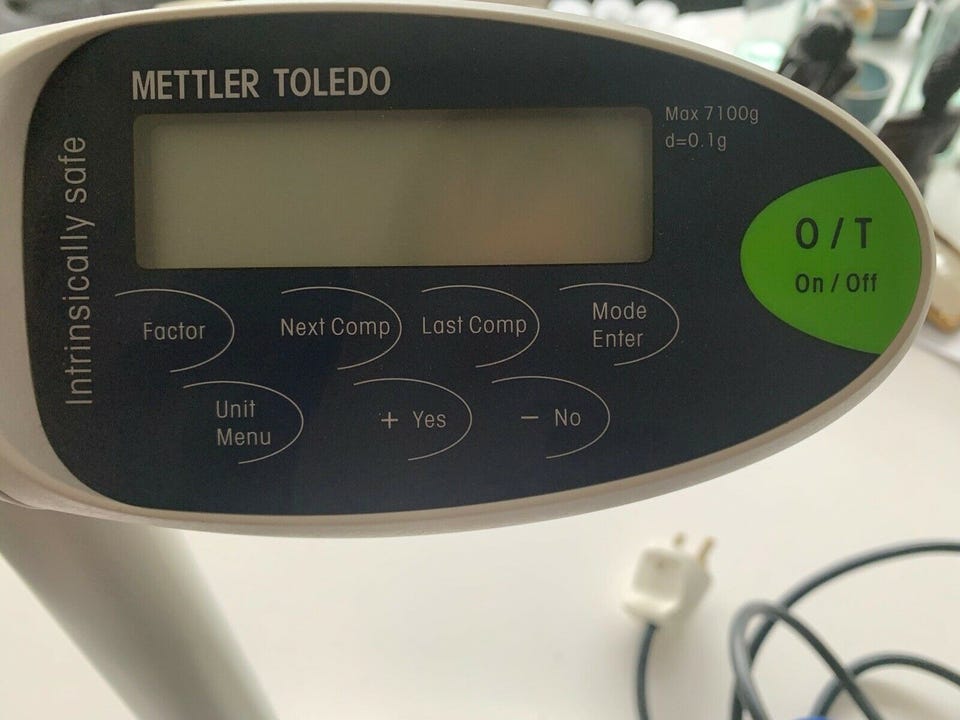 METTLER TOLEDO
Max 7100g
d=0.1g
Intrinsically safe
O / T
On / Off
Factor
Next Comp
Last Comp
Mode
Enter
Unit
Menu
+ Yes
− No